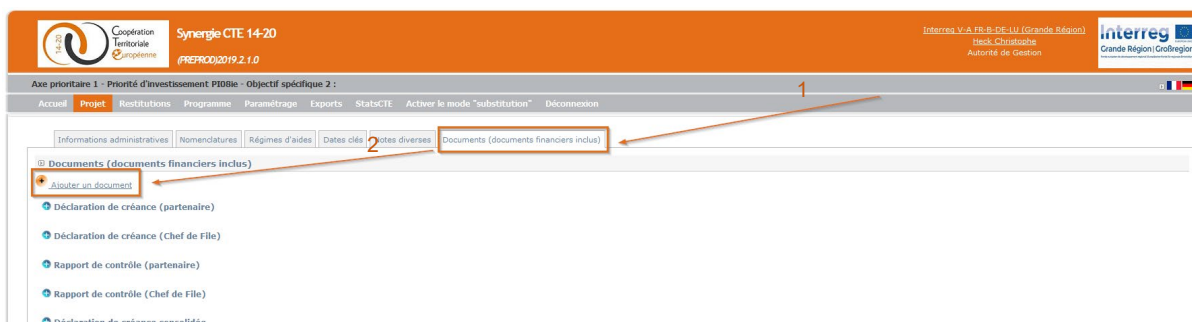 14-20
Coopération
Territoriale
Européenne
Synergie CTE 14-20
(PREPROD)2019.2.1.0
Interreg V-A FR-B-DE-LU (Grande Région)
Heck Christophe
Autorité de Gestion
Interreg
Grande Région|Großregion
Axe prioritaire 1 - Priorité d'investissement PI08ie - Objectif spécifique 2 :
1
Accueil Projet Restitutions Programme Paramétrage Exports StatsCTE Activer le mode "substitution" Déconnexion
Informations administratives Nomenclatures Régimes d'aides Dates clés Notes diverses Documents (documents financiers inclus)
2
Documents (documents financiers inclus)
Ajouter un document
Déclaration de créance (partenaire)
Déclaration de créance (Chef de File)
Rapport de contrôle (partenaire)
Rapport de contrôle (Chef de File)
Déclaration de créance consolidée